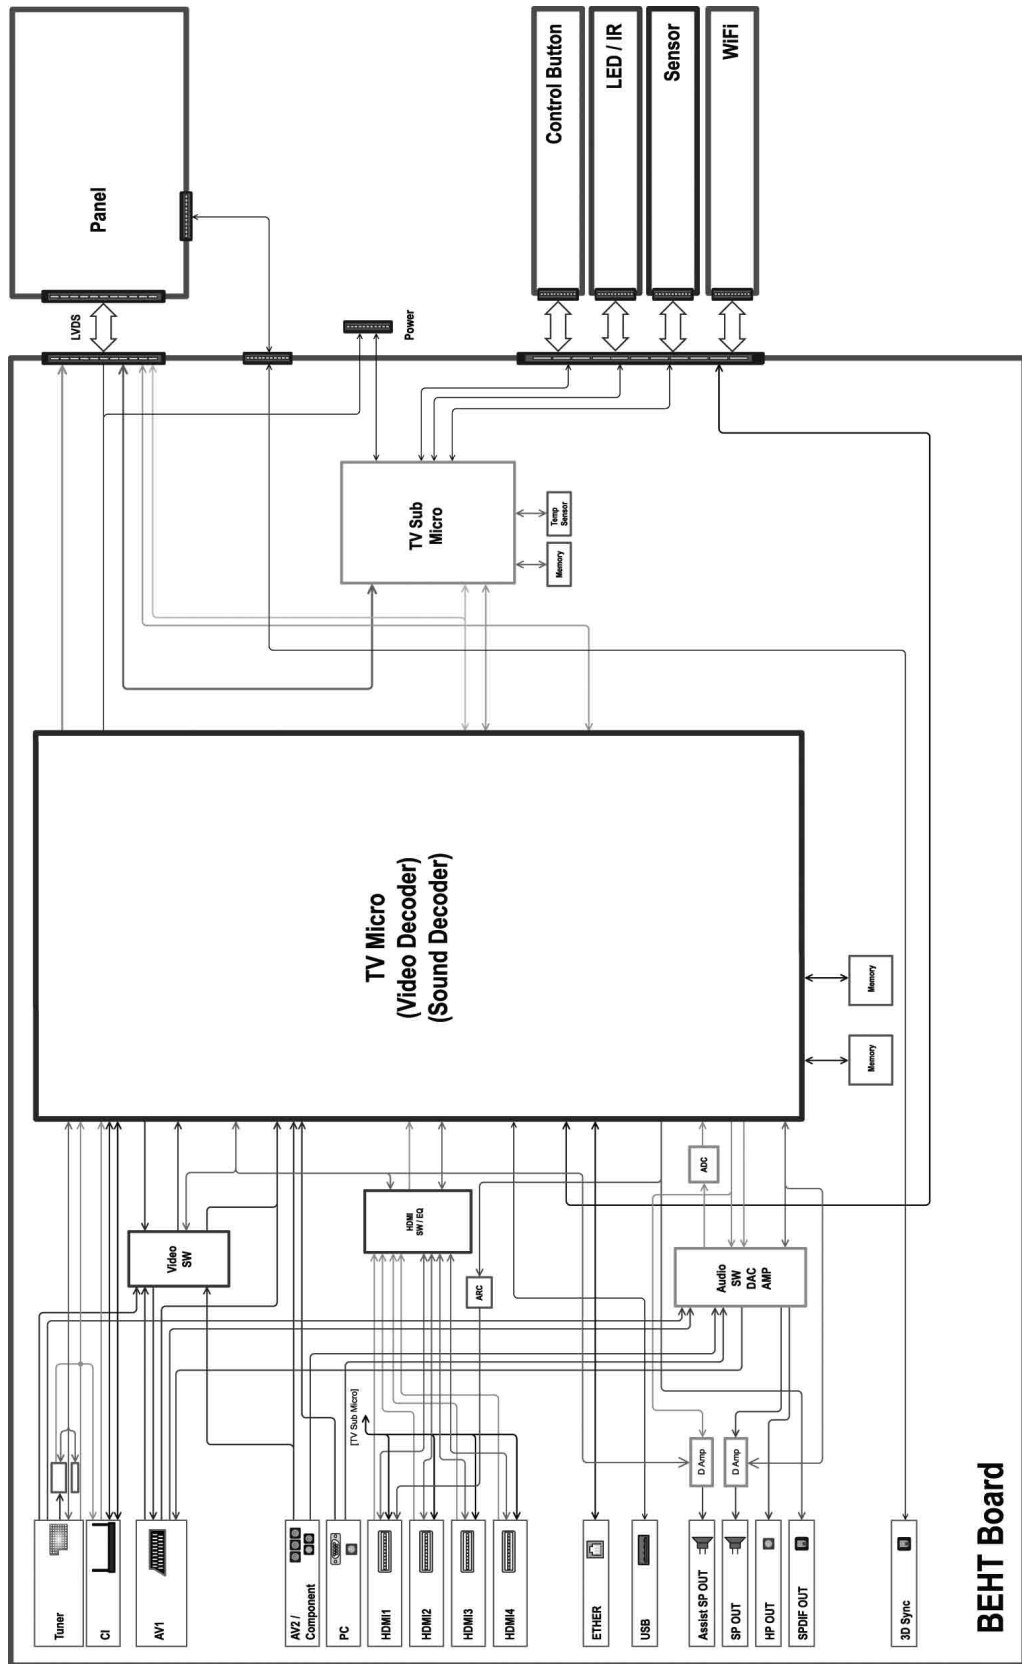 Panel
LVDS
Power
Control Button
LED / IR
Sensor
WiFi
TV Sub
Micro
Temp
Sensor
Memory
TV Micro
(Video Decoder)
(Sound Decoder)
Memory
Memory
Video
SW
HDMI
SW / EQ
ARC
ADC
Audio
SW
DAC
AMP
[TV Sub Micro]
D Amp
D Amp
Tuner
CI
AV1
AV2 /
Component
PC
HDMI1
HDMI2
HDMI3
HDMI4
ETHER
USB
Assist SP OUT
SP OUT
HP OUT
SPDIF OUT
3D Sync
BEHT Board